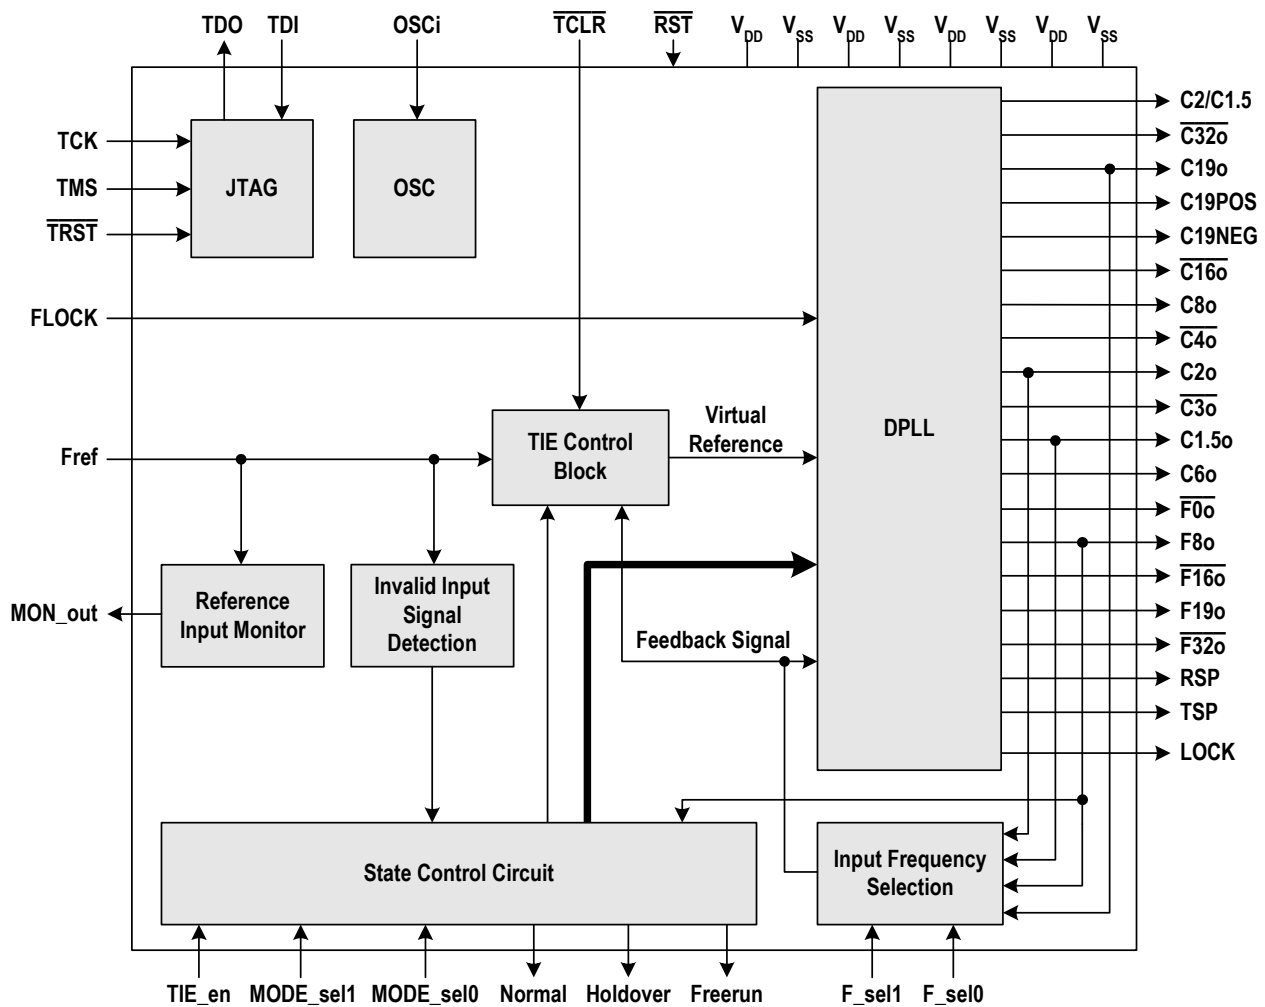 TDO TDI OSCi TCLR RST VDD VSS VDD VSS VDD VSS VDD VSS
TCK
TMS
TRST
JTAG
OSC
FLOCK
Fref
MON_out
TIE Control
Block
Virtual
Reference
DPLL
Reference
Input Monitor
Invalid Input
Signal
Detection
Feedback Signal
State Control Circuit
Input Frequency
Selection
C2/C1.5
C32o
C19o
C19POS
C19NEG
C16o
C8o
C4o
C2o
C3o
C1.5o
C6o
F0o
F8o
F16o
F19o
F32o
RSP
TSP
LOCK
TIE_en MODE_sel1 MODE_sel0 Normal Holdover Freerun F_sel1 F_sel0